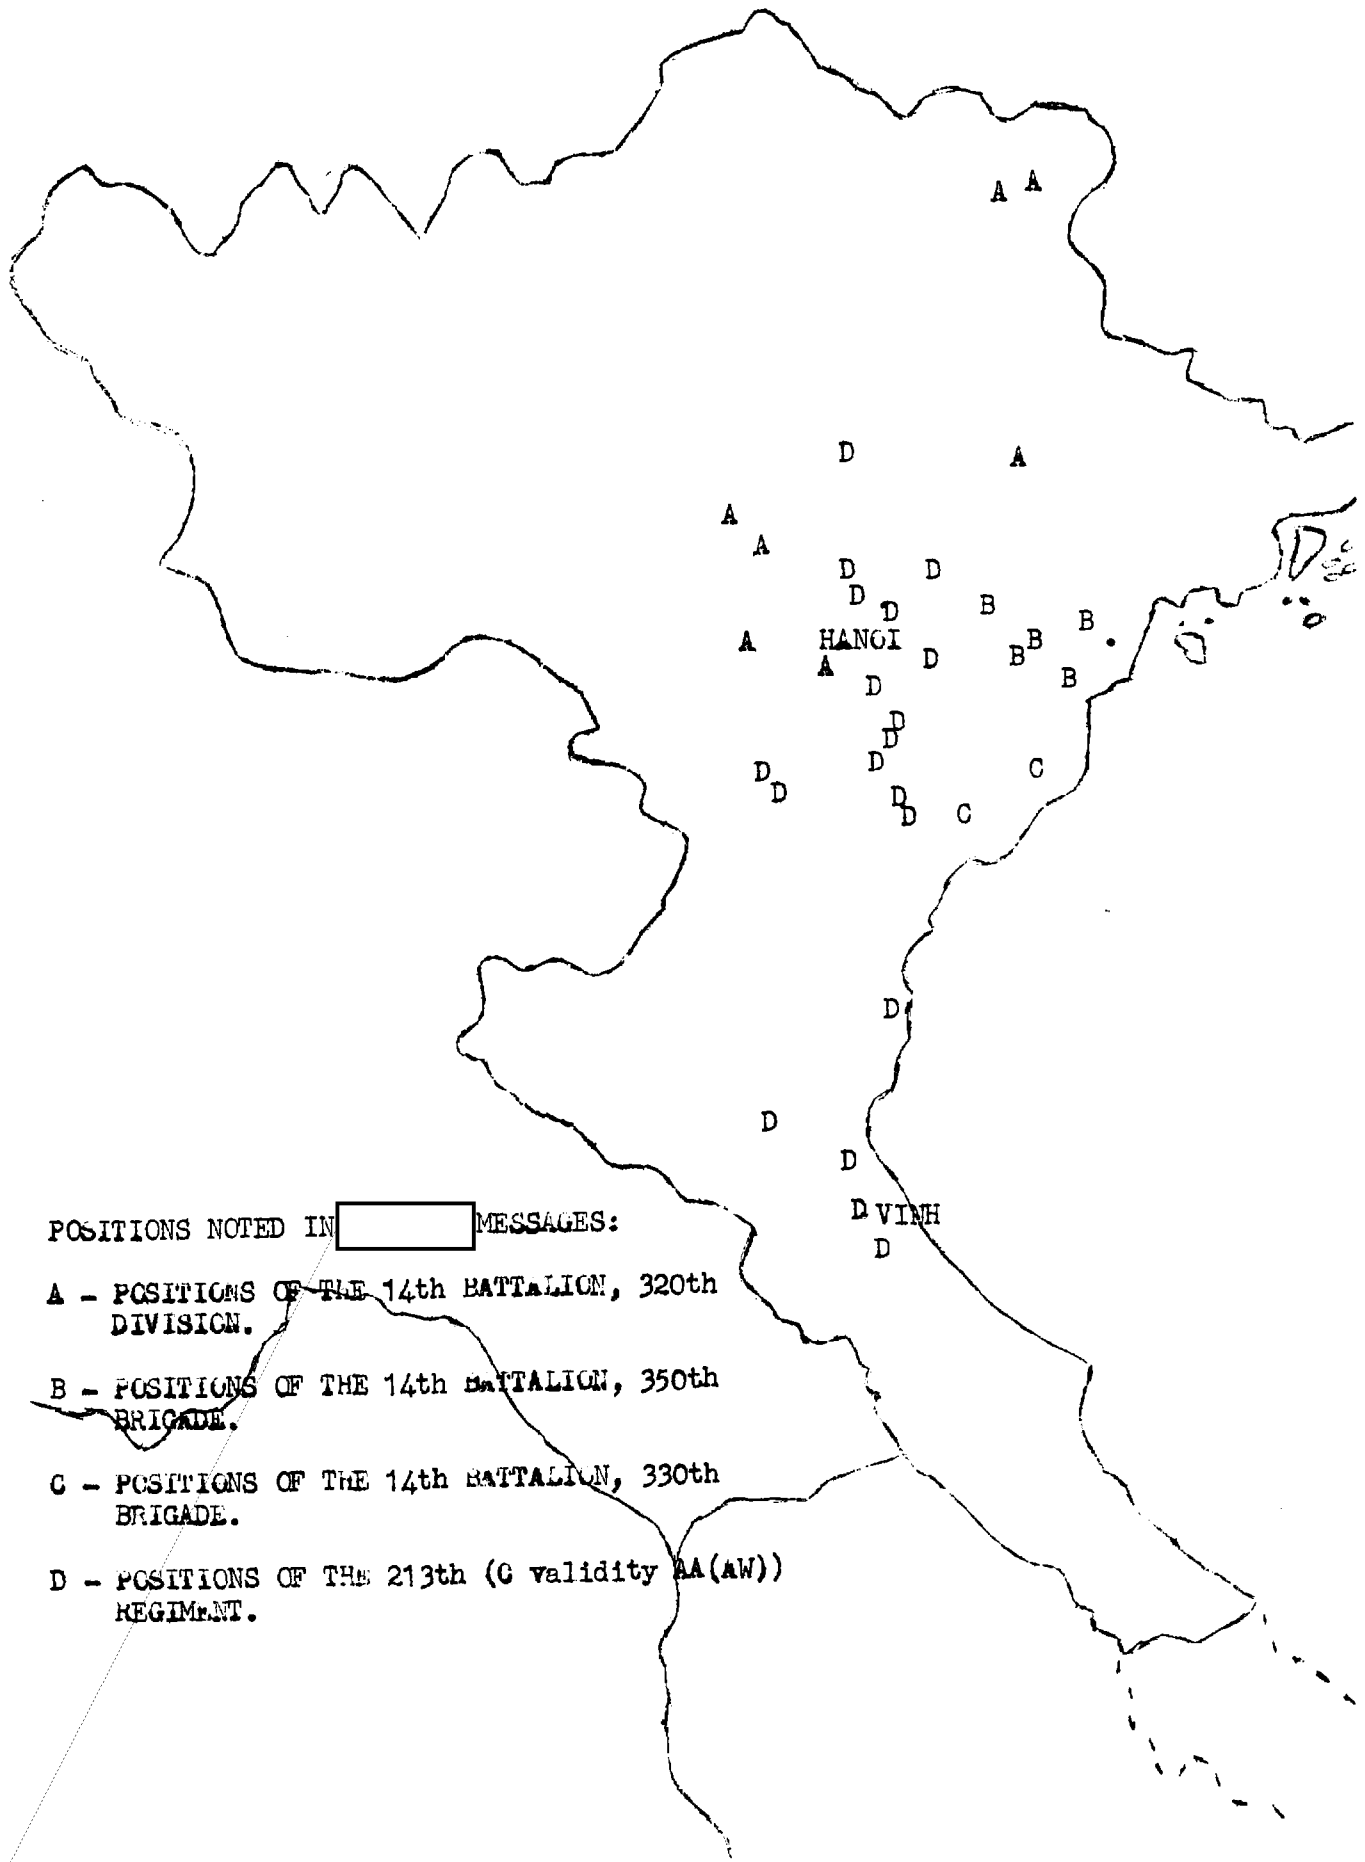 A A
D A
A
A
D D
D B
D B
HANOI B
A B
A D B
D
D
D
D C
D
D D
D C
D
D
D
D VINH
D
POSITIONS NOTED IN MESSAGES:
A - POSITIONS OF THE 14th BATTALION, 320th
DIVISION.
B - POSITIONS OF THE 14th BATTALION, 350th
BRIGADE.
C - POSITIONS OF THE 14th BATTALION, 330th
BRIGADE.
D - POSITIONS OF THE 213th (C validity AA(AW))
REGIMENT.